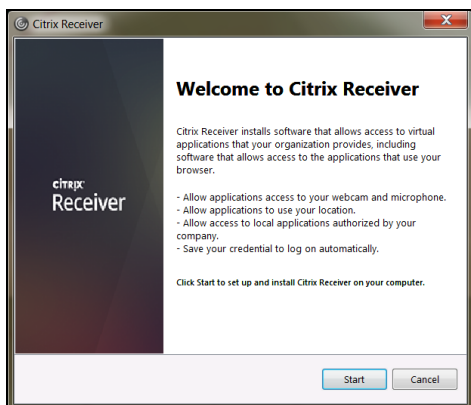 Citrix Receiver
Welcome to Citrix Receiver
Citrix Receiver installs software that allows access to virtual
applications that your organization provides, including
software that allows access to the applications that use your
browser.
- Allow applications access to your webcam and microphone.
- Allow applications to use your location.
- Allow access to local applications authorized by your
company.
- Save your credential to log on automatically.
Click Start to set up and install Citrix Receiver on your computer.
CITRIX
Receiver
Start
Cancel